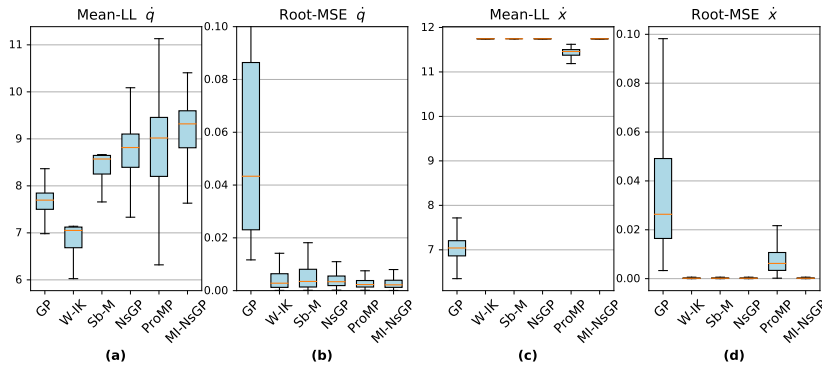 Mean-LL q̇
11
10
9
8
7
6
GP
W-IK
Sb-M
NsGP
ProMP
MI-NsGP
(a)
Root-MSE q̇
0.10
0.08
0.06
0.04
0.02
0.00
GP
W-IK
Sb-M
NsGP
ProMP
MI-NsGP
(b)
Mean-LL ẋ
12
11
10
9
8
7
GP
W-IK
Sb-M
NsGP
ProMP
MI-NsGP
(c)
Root-MSE ẋ
0.10
0.08
0.06
0.04
0.02
0.00
GP
W-IK
Sb-M
NsGP
ProMP
MI-NsGP
(d)